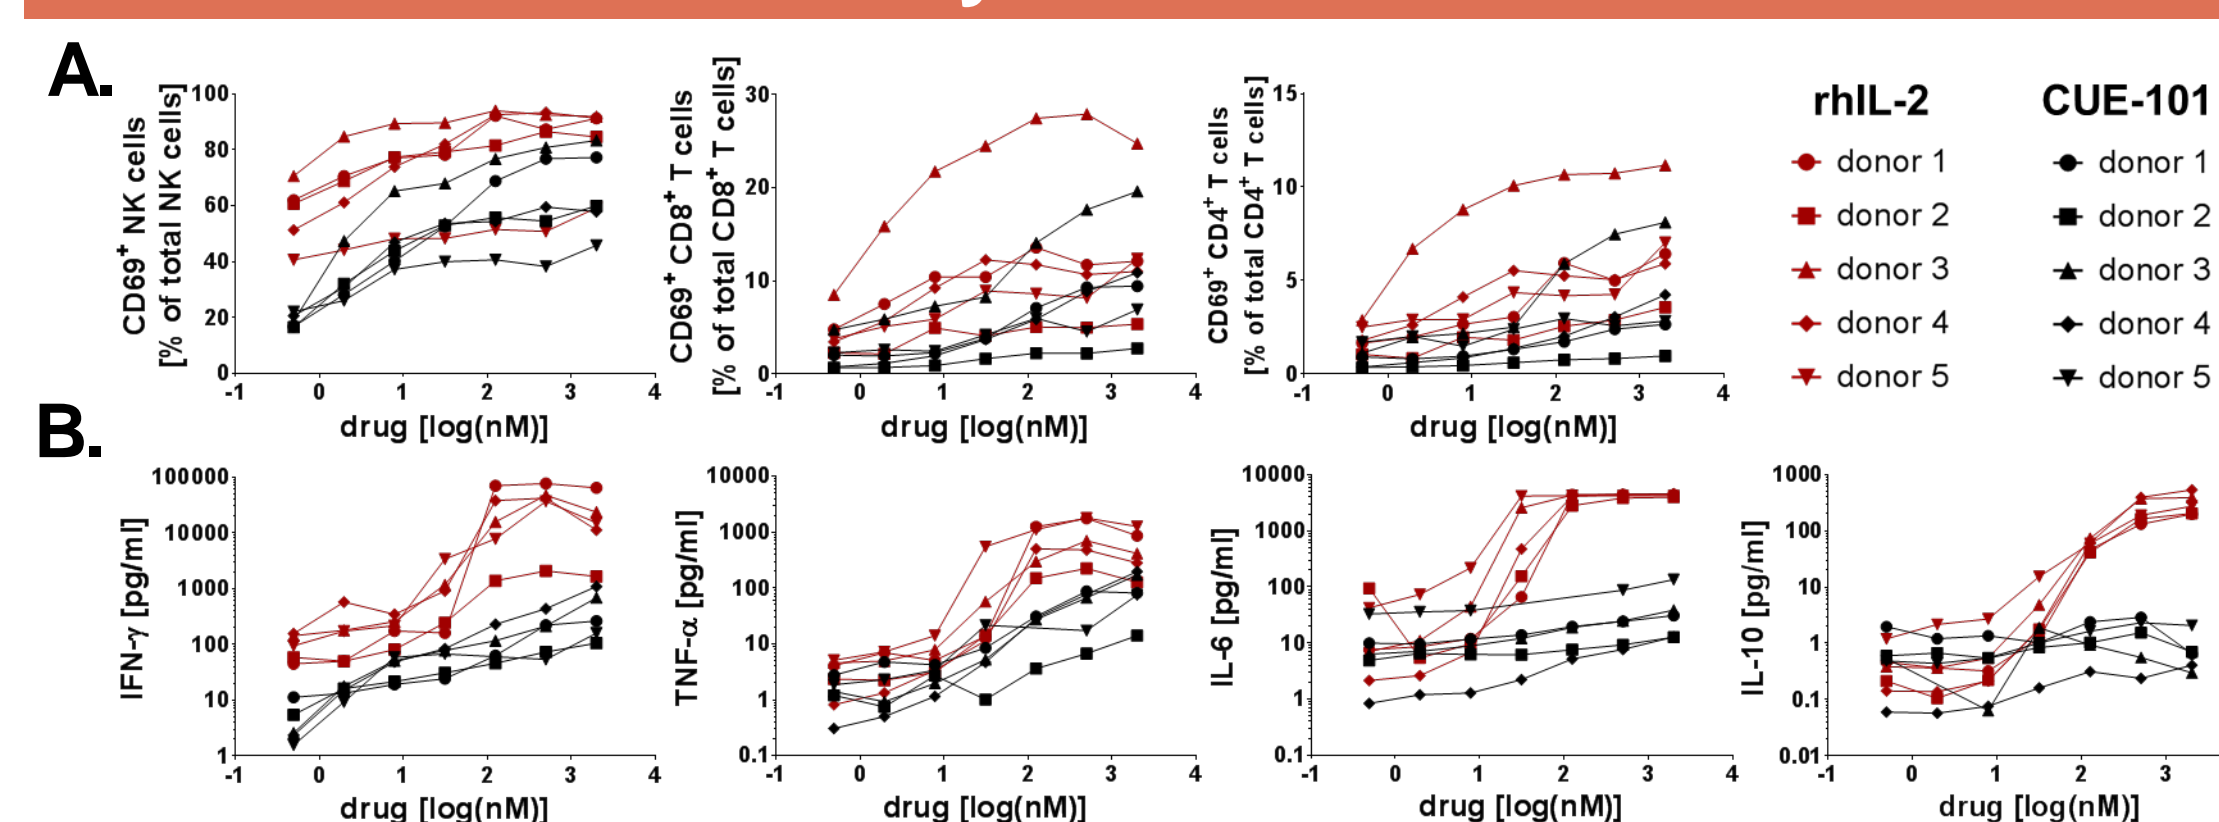 A.
CD69+ NK cells
[% of total NK cells]
100
80
60
40
20
0
-1 0 1 2 3 4
drug [log(nM)]
CD69+ CD8+ T cells
[% of total CD8+ T cells]
30
20
10
0
-1 0 1 2 3 4
drug [log(nM)]
CD69+ CD4+ T cells
[% of total CD4+ T cells]
15
10
5
0
-1 0 1 2 3 4
drug [log(nM)]
rhIL-2
donor 1
donor 2
donor 3
donor 4
donor 5
CUE-101
donor 1
donor 2
donor 3
donor 4
donor 5
B.
IFN-γ [pg/ml]
100000
10000
1000
100
10
1
-1 0 1 2 3 4
drug [log(nM)]
TNF-α [pg/ml]
10000
1000
100
10
1
0.1
-1 0 1 2 3 4
drug [log(nM)]
IL-6 [pg/ml]
10000
1000
100
10
1
0.1
-1 0 1 2 3 4
drug [log(nM)]
IL-10 [pg/ml]
1000
100
10
1
0.1
0.01
-1 0 1 2 3
drug [log(nM)]